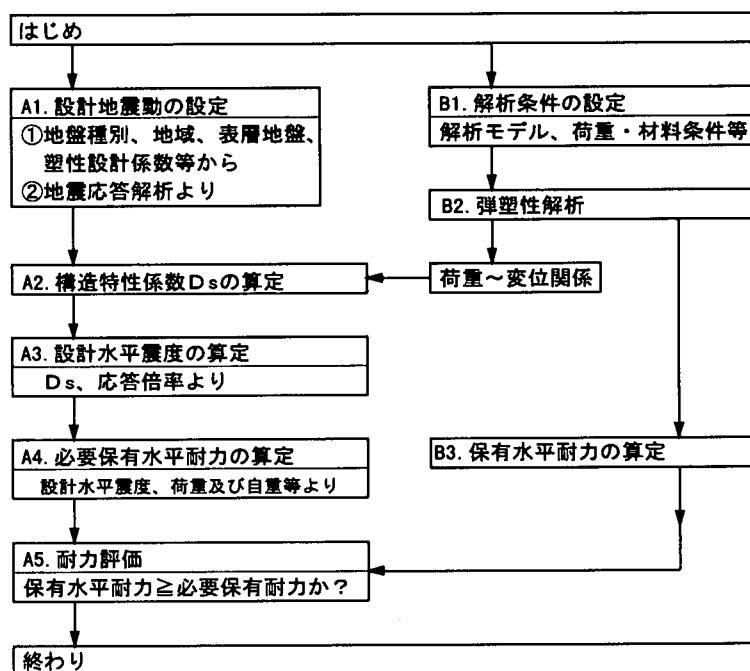 はじめ
A1. 設計地震動の設定
①地盤種別、地域、表層地盤、
塑性設計係数等から
②地震応答解析より
B1. 解析条件の設定
解析モデル、荷重・材料条件等
B2. 弾塑性解析
荷重～変位関係
A2. 構造特性係数Dsの算定
A3. 設計水平震度の算定
Ds、応答倍率より
A4. 必要保有水平耐力の算定
設計水平震度、荷重及び自重等より
B3. 保有水平耐力の算定
A5. 耐力評価
保有水平耐力≧必要保有耐力か？
終わり